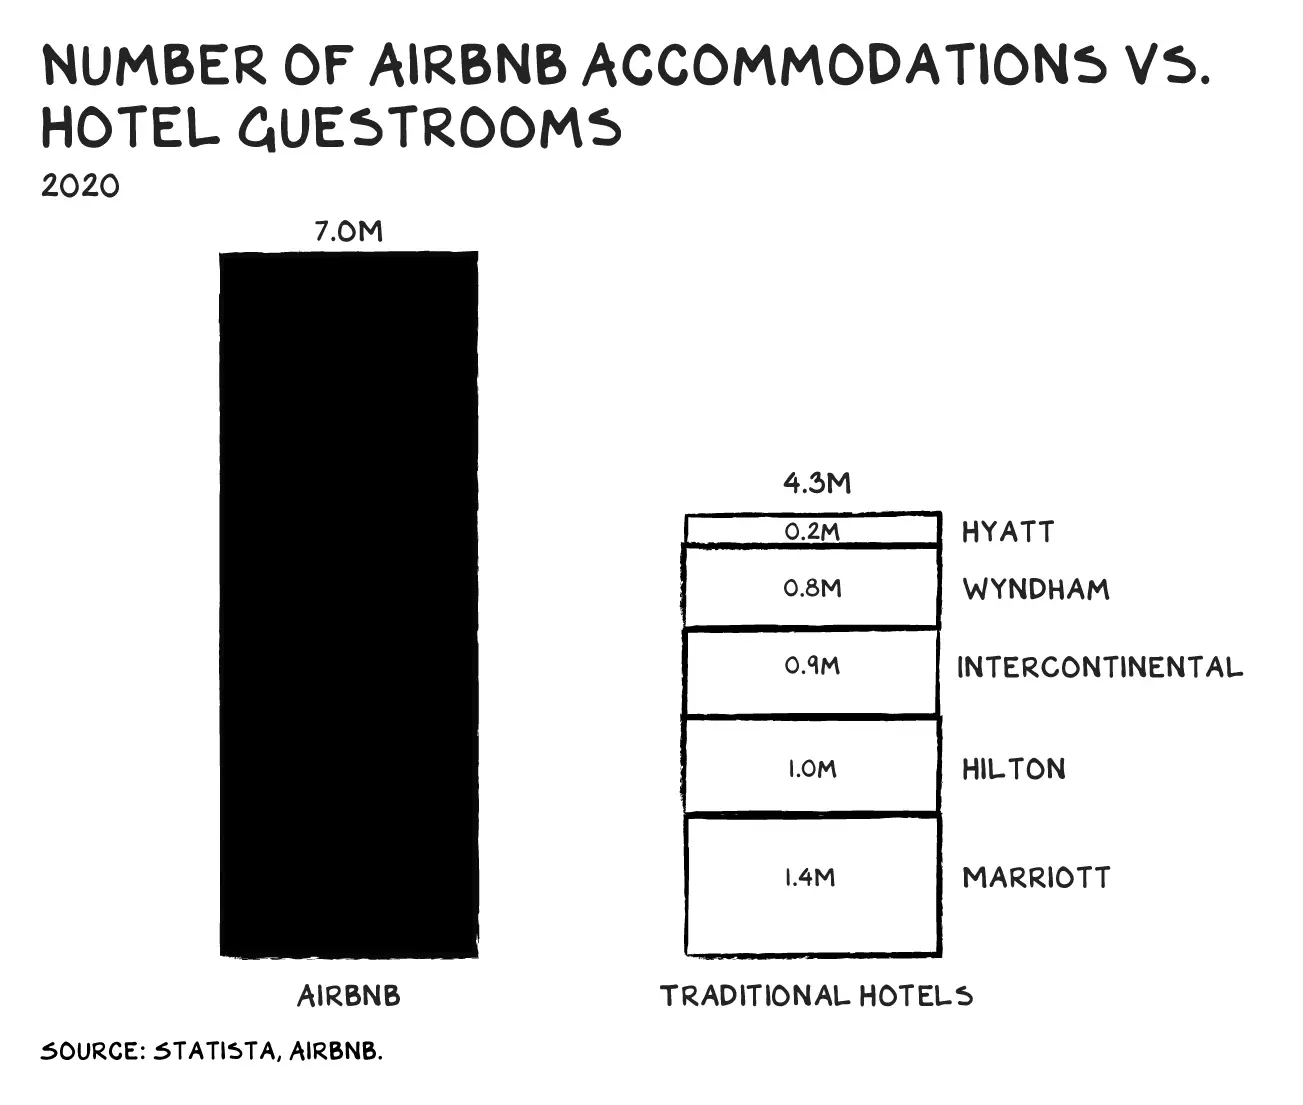 NUMBER OF AIRBNB ACCOMMODATIONS VS.
HOTEL GUESTROOMS
2020
7.0M
4.3M
0.2M HYATT
0.8M WYNDHAM
0.9M INTERCONTINENTAL
1.0M HILTON
1.4M MARRIOTT
AIRBNB TRADITIONAL HOTELS
SOURCE: STATISTA, AIRBNB.